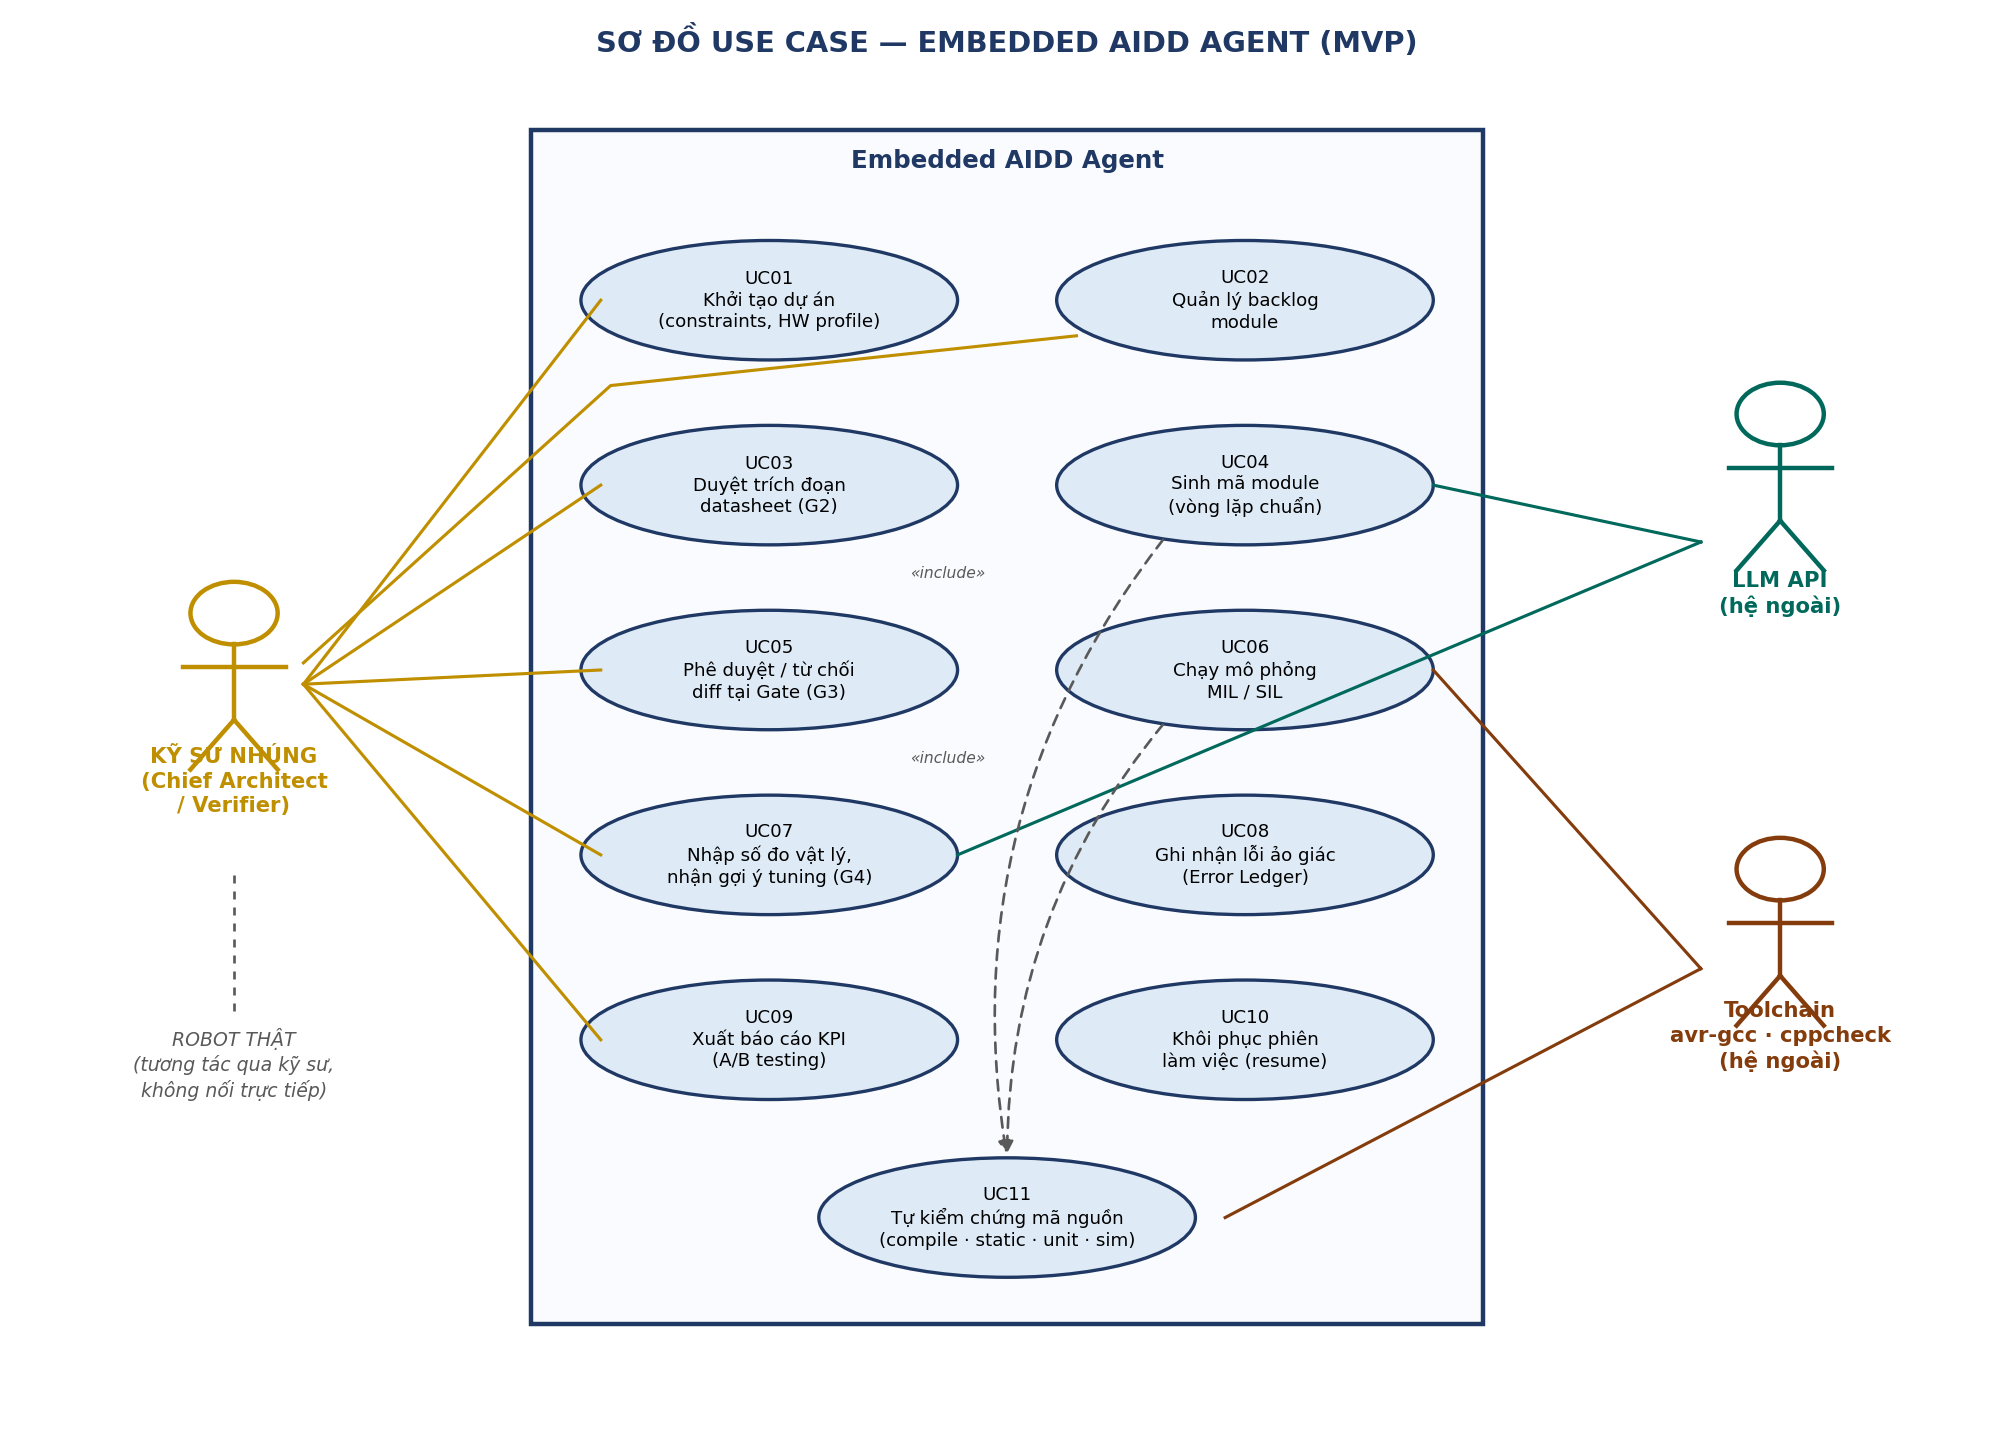 SƠ ĐỒ USE CASE — EMBEDDED AIDD AGENT (MVP)
Embedded AIDD Agent
UC01
Khởi tạo dự án
(constraints, HW profile)
UC02
Quản lý backlog
module
UC03
Duyệt trích đoạn
datasheet (G2)
UC04
Sinh mã module
(vòng lặp chuẩn)
«include»
UC05
Phê duyệt / từ chối
diff tại Gate (G3)
UC06
Chạy mô phỏng
MIL / SIL
«include»
UC07
Nhập số đo vật lý,
nhận gợi ý tuning (G4)
UC08
Ghi nhận lỗi ảo giác
(Error Ledger)
UC09
Xuất báo cáo KPI
(A/B testing)
UC10
Khôi phục phiên
làm việc (resume)
UC11
Tự kiểm chứng mã nguồn
(compile · static · unit · sim)
KỸ SƯ NHÚNG
(Chief Architect
/ Verifier)
ROBOT THẬT
(tương tác qua kỹ sư,
không nối trực tiếp)
LLM API
(hệ ngoài)
Toolchain
avr-gcc · cppcheck
(hệ ngoài)